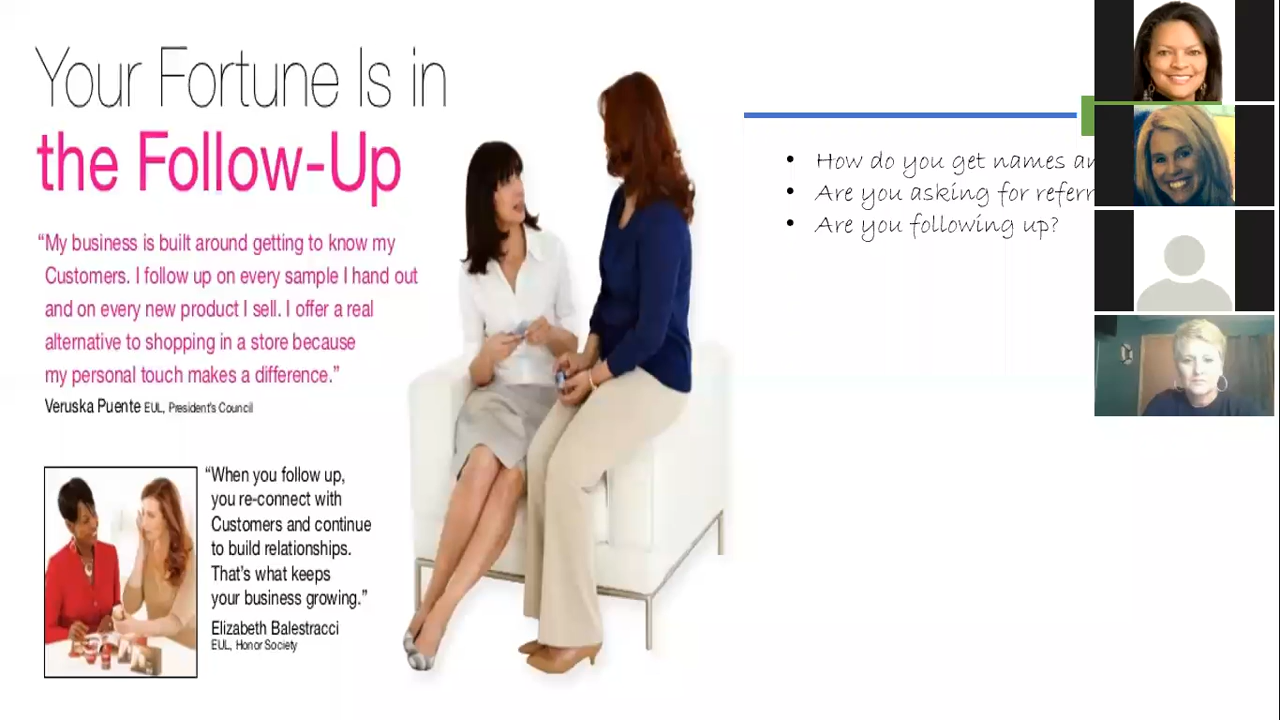 Your Fortune Is in
the Follow-Up
“My business is built around getting to know my
Customers. I follow up on every sample I hand out
and on every new product I sell. I offer a real
alternative to shopping in a store because
my personal touch makes a difference.”
Veruska Puente EUL, President's Council
“When you follow up,
you re-connect with
Customers and continue
to build relationships.
That's what keeps
your business growing.”
Elizabeth Balestracci
EUL, Honor Society
• How do you get names
• Are you asking for
• Are you following up?